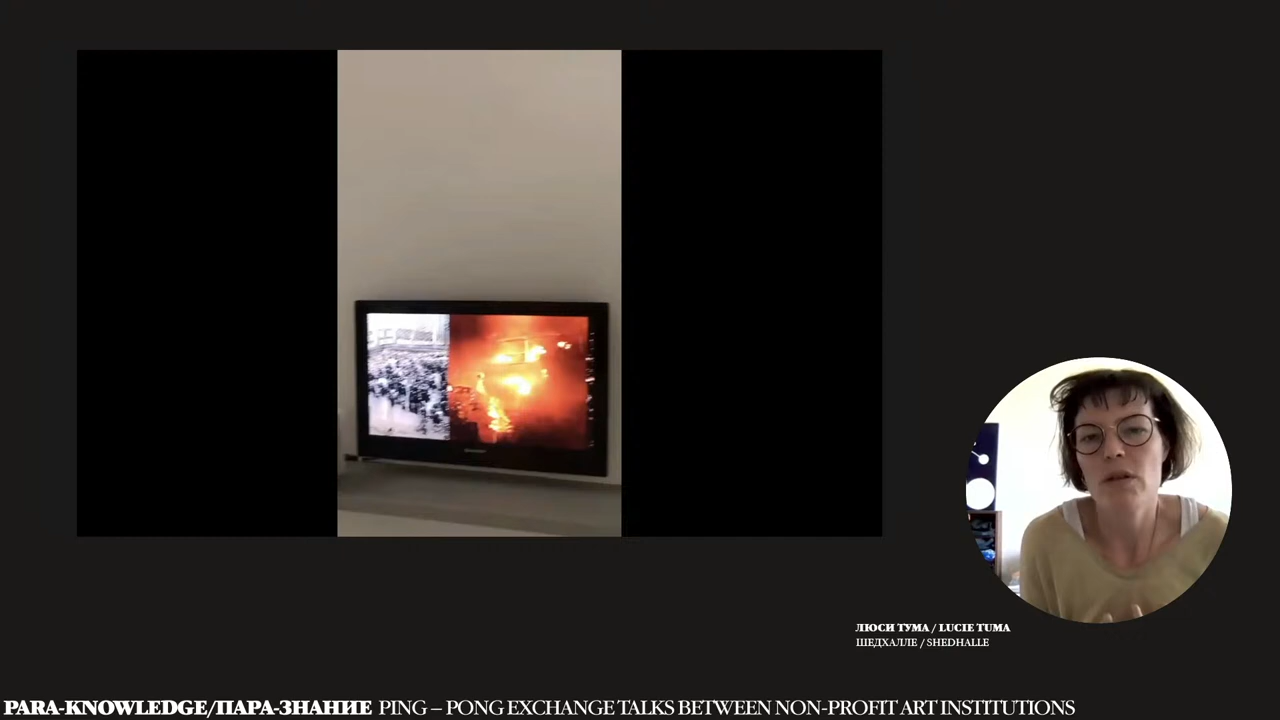 ЛЮСИ ТУМА / LUCIE TUMA
ШЕДХАЛЛЕ / SHEDHALLE
PARA-KNOWLEDGE/ПАРА-ЗНАНИЕ PING – PONG EXCHANGE TALKS BETWEEN NON-PROFIT ART INSTITUTIONS